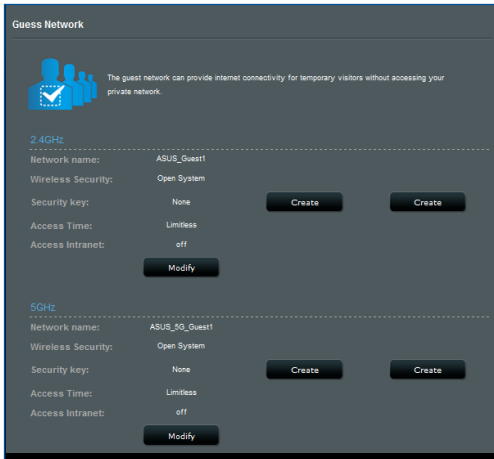 Guess Network
The guest network can provide internet connectivity for temporary visitors without accessing your
private network.
2.4GHz
Network name: ASUS_Guest1
Wireless Security: Open System
Security key: None Create Create
Access Time: Limitless
Access Intranet: off
Modify
5GHz
Network name: ASUS_5G_Guest1
Wireless Security: Open System
Security key: None Create Create
Access Time: Limitless
Access Intranet: off
Modify